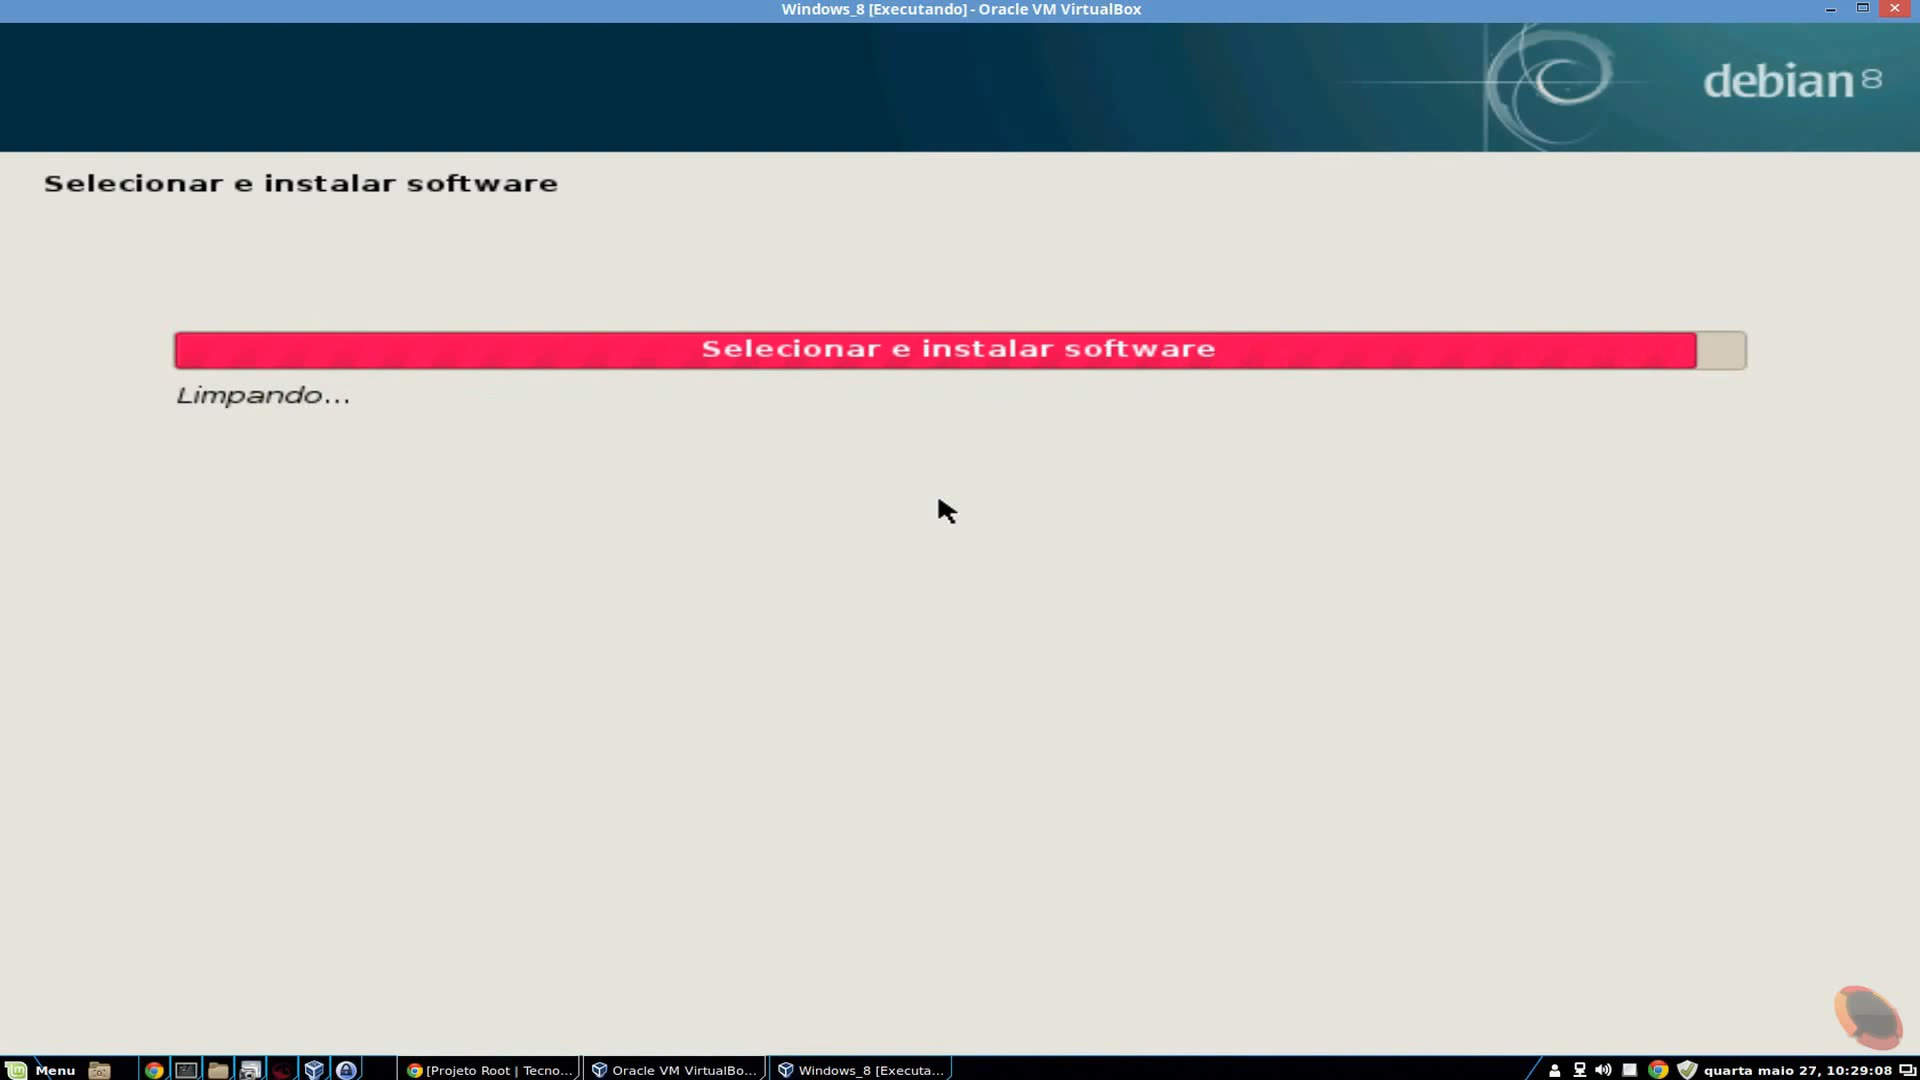 Windows_8 [Executando] - Oracle VM VirtualBox
debian 8
Selecionar e instalar software
Selecionar e instalar software
Limpando...
Menu
[Projeto Root | Tecno...
Oracle VM VirtualBo...
Windows_8 [Executa...
quarta maio 27, 10:29:08